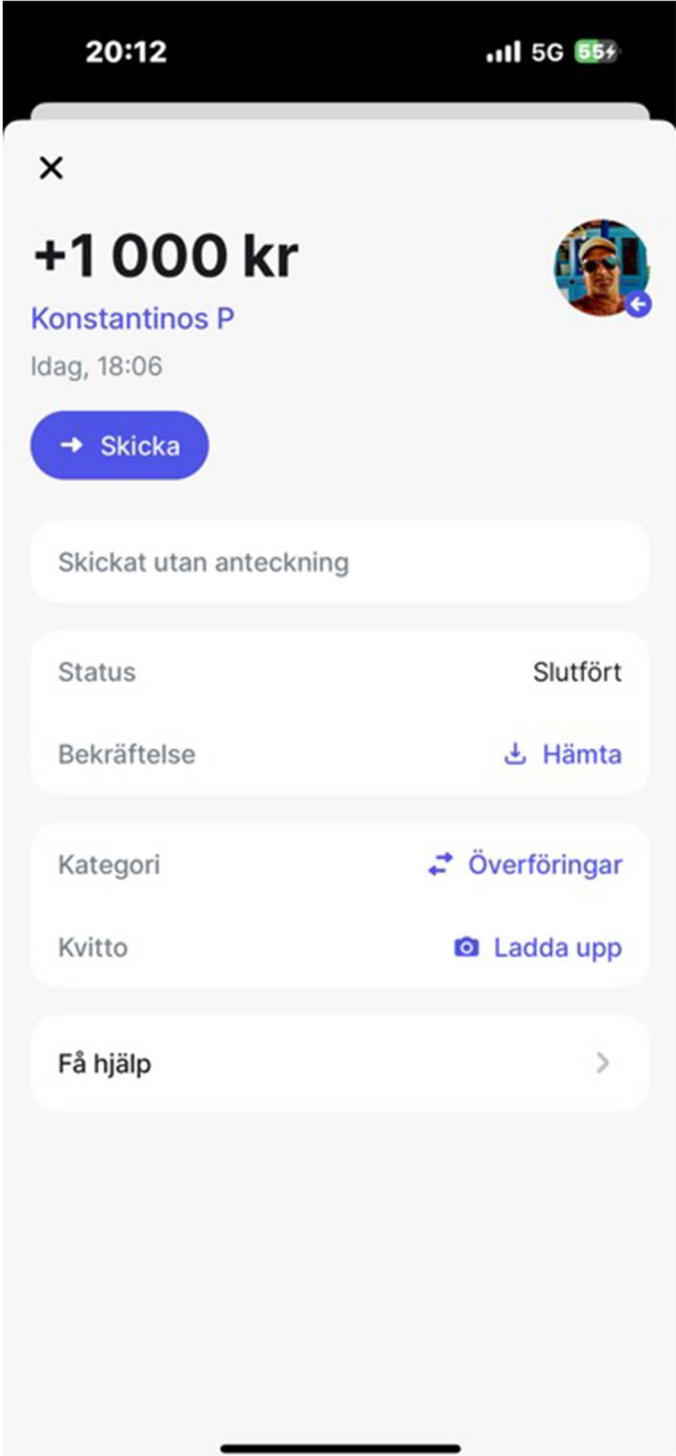 20:12 5G 55
+1 000 kr
Konstantinos P
Idag, 18:06
Skicka
Skickat utan anteckning
Status Slutfört
Bekräftelse Hämta
Kategori Överföringar
Kvitto Ladda upp
Få hjälp